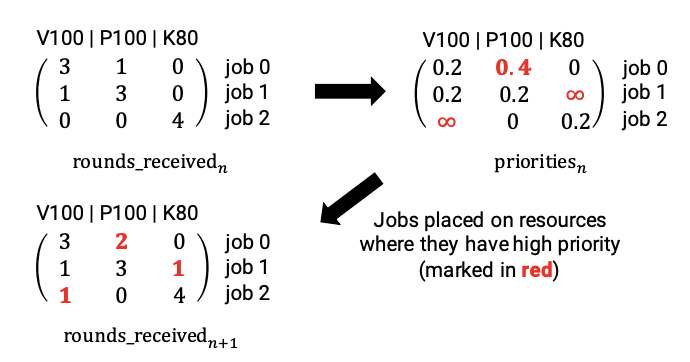 V100 | P100 | K80
3 1 0 job 0
1 3 0 job 1
0 0 4 job 2
rounds_received_n
V100 | P100 | K80
0.2 0.4 0 job 0
0.2 0.2 ∞ job 1
∞ 0 0.2 job 2
priorities_n
V100 | P100 | K80
3 2 0 job 0
1 3 1 job 1
1 0 4 job 2
rounds_received_n+1
Jobs placed on resources
where they have high priority
(marked in red)